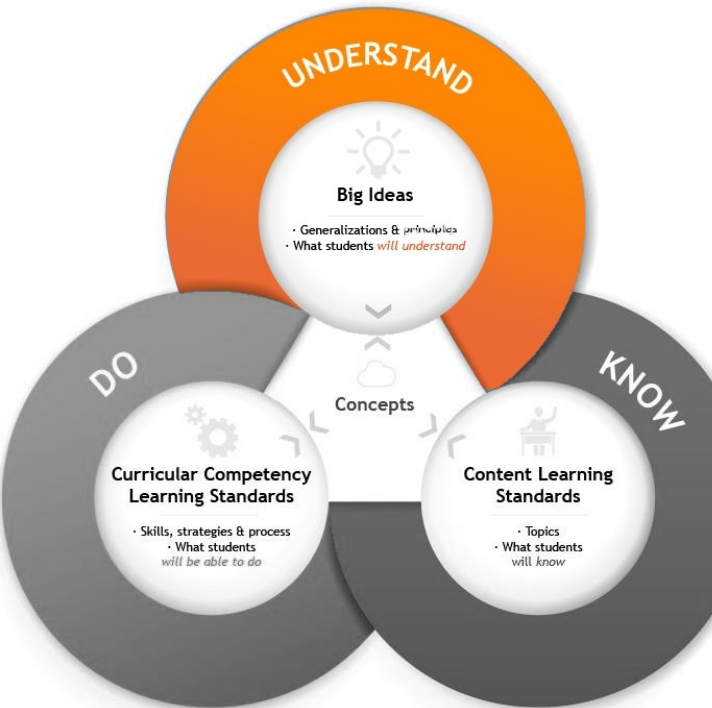 UNDERSTAND
Big Ideas
· Generalizations & principles
· What students will understand
DO
KNOW
Concepts
Curricular Competency
Learning Standards
· Skills, strategies & process
· What students
will be able to do
Content Learning
Standards
· Topics
· What students
will know